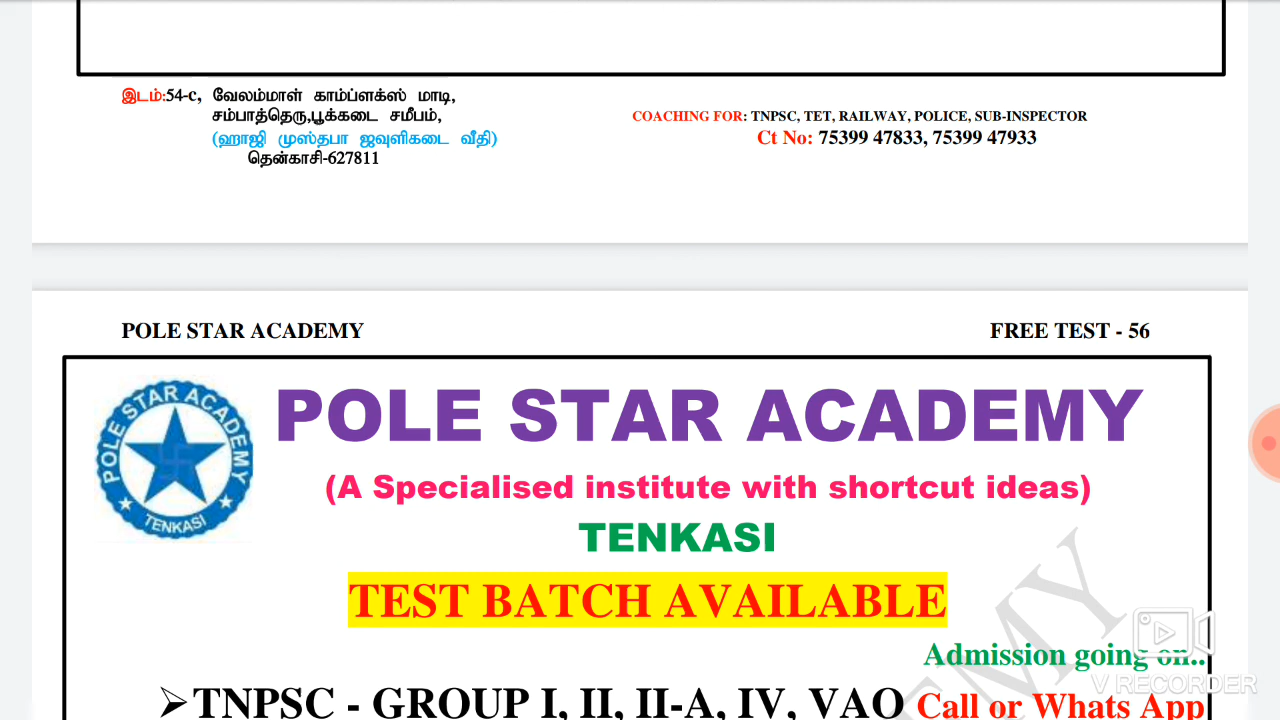 இடம்:54-c, வேலம்மாள் காம்ப்ளக்ஸ் மாடி,
சம்பாத்தெரு,பூக்கடை சமீபம்,
(ஹாஜி முஸ்தபா ஜவுளிகடை வீதி)
தென்காசி-627811
COACHING FOR: TNPSC, TET, RAILWAY, POLICE, SUB-INSPECTOR
Ct No: 75399 47833, 75399 47933
POLE STAR ACADEMY
FREE TEST - 56
POLE STAR ACADEMY
TENKASI
POLE STAR ACADEMY
(A Specialised institute with shortcut ideas)
TENKASI
TEST BATCH AVAILABLE
Admission going on..
➢TNPSC - GROUP I, II, II-A, IV, VAO Call or Whats App
EMY
V RECORDER